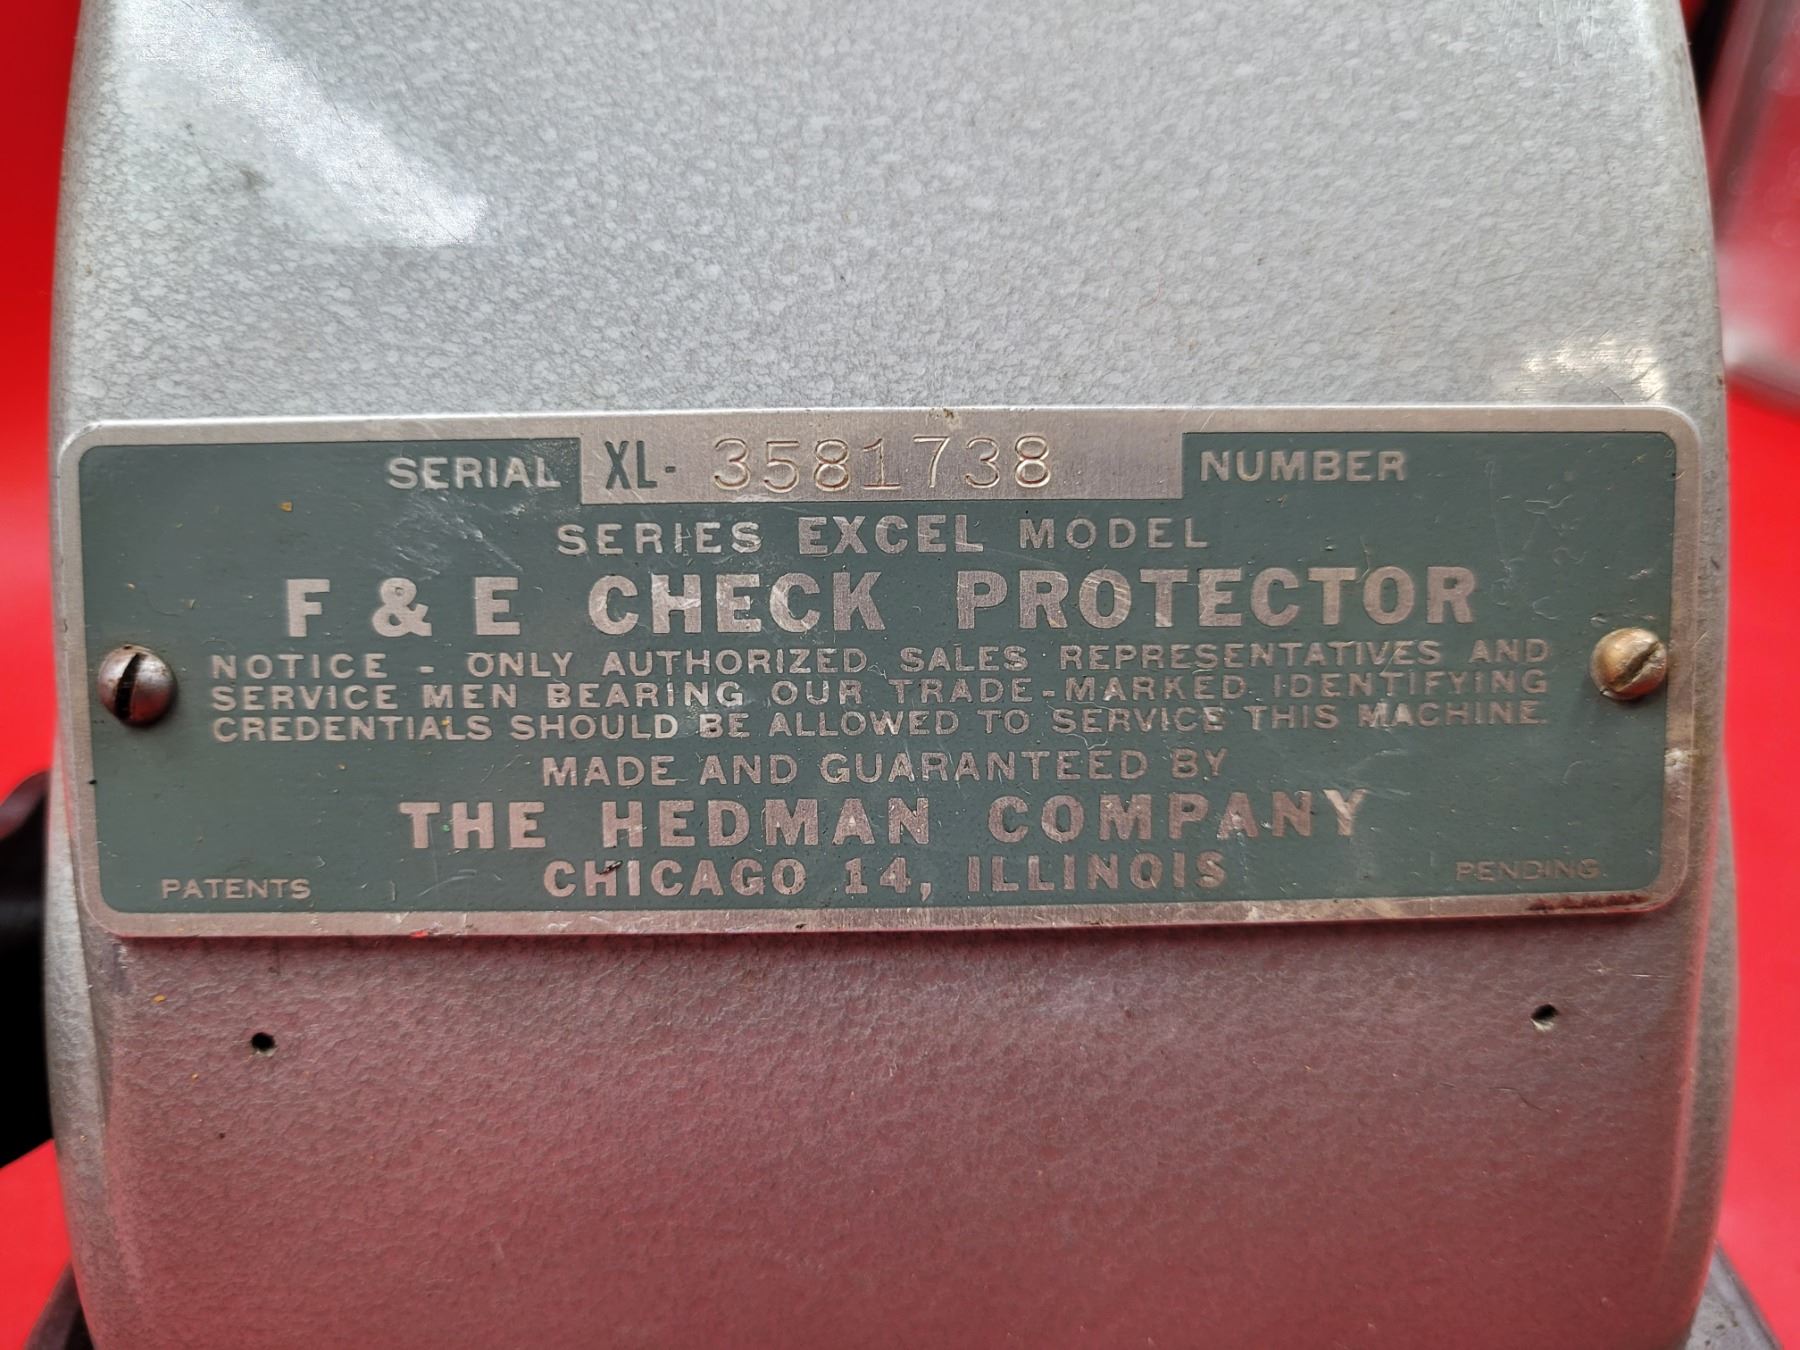 SERIAL XL- 3581738 NUMBER
SERIES EXCEL MODEL
F & E CHECK PROTECTOR
NOTICE - ONLY AUTHORIZED SALES REPRESENTATIVES AND
SERVICE MEN BEARING OUR TRADE-MARKED IDENTIFYING
CREDENTIALS SHOULD BE ALLOWED TO SERVICE THIS MACHINE.
MADE AND GUARANTEED BY
THE HEDMAN COMPANY
CHICAGO 14, ILLINOIS
PATENTS PENDING.